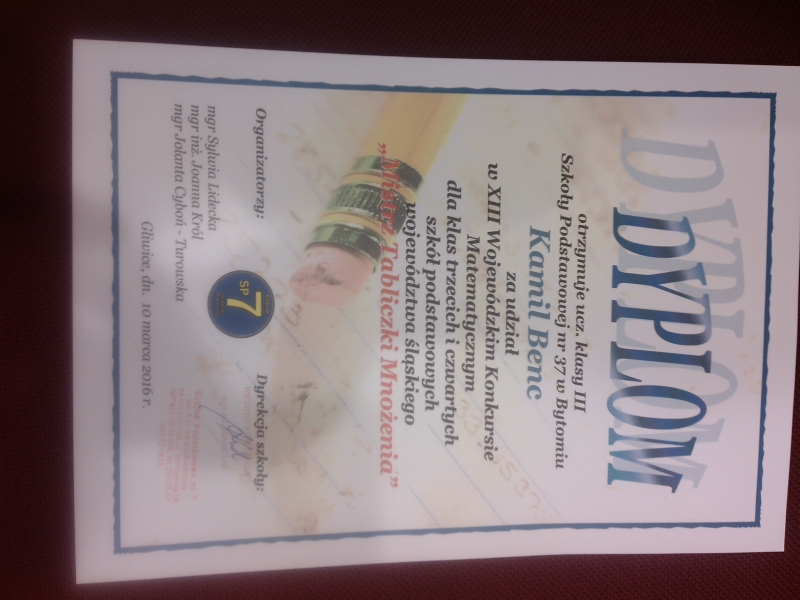 DYPLOM
otrzymuje ucz. klasy III
Szkoły Podstawowej nr 37 w Bytomiu
Kamil Benc
za udział
w XIII Wojewódzkim Konkursie
Matematycznym
dla klas trzecich i czwartych
szkół podstawowych
województwa śląskiego
„Mistrz Tabliczki Mnożenia”
Organizatorzy:
Dyrekcja szkoły:
mgr Sylwia Lidecka
mgr inż. Joanna Król
mgr Jolanta Cyboń - Turowska
SP 7
Gliwice, dn. 10 marca 2016 r.